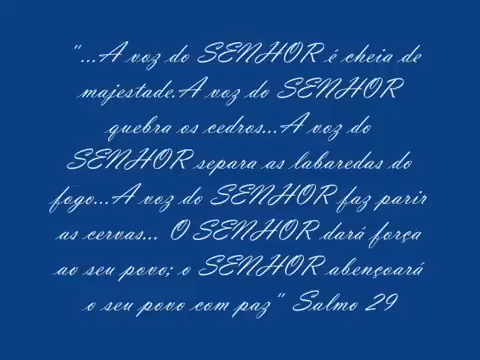 "...A voz do SENHOR é cheia de
majestade.A voz do SENHOR
quebra os cedros...A voz do
SENHOR separa as labaredas do
fogo...A voz do SENHOR faz parir
as cervas... O SENHOR dará força
ao seu povo; o SENHOR abençoará
o seu povo com paz" Salmo 29